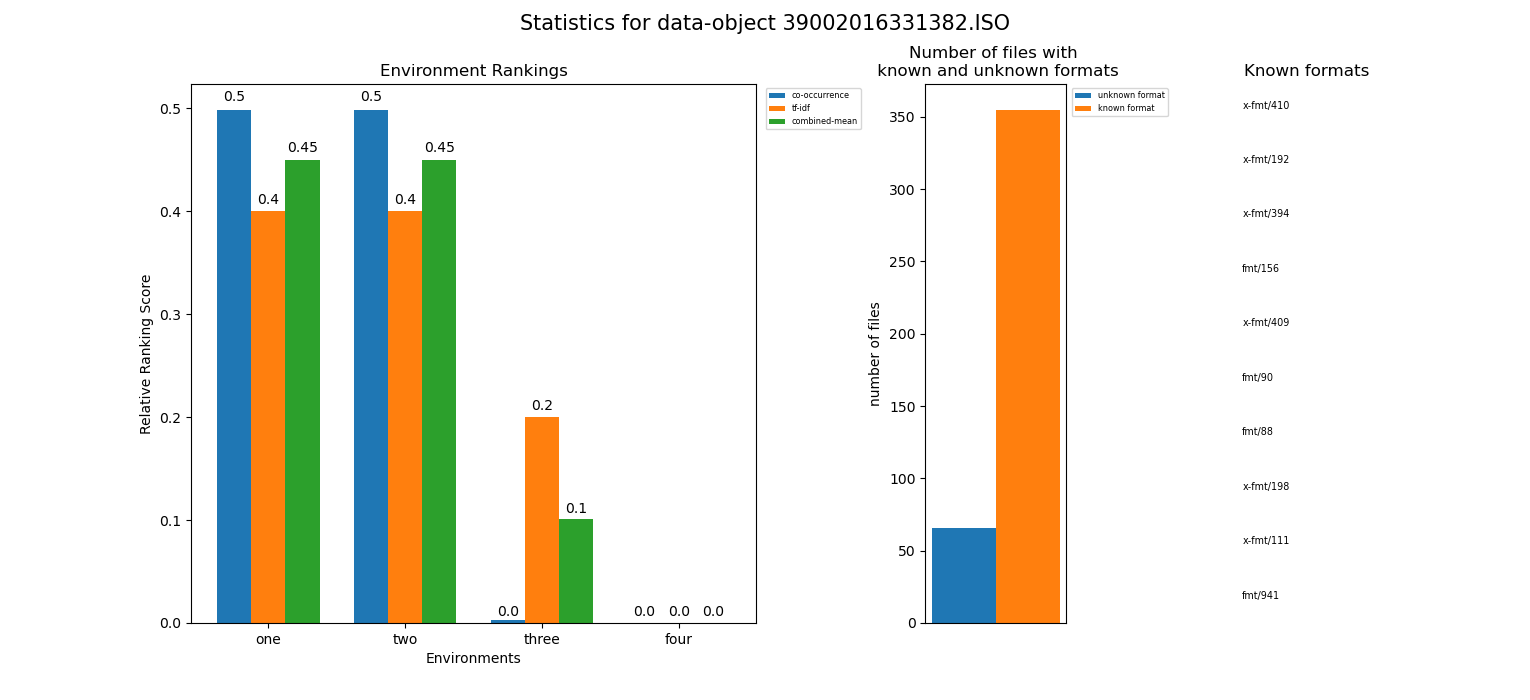 Statistics for data-object 39002016331382.ISO
Environment Rankings
Relative Ranking Score
0.5
0.4
0.3
0.2
0.1
0.0
0.5
0.4
0.45
0.5
0.4
0.45
0.0
0.2
0.1
0.0
0.0
0.0
one
two
three
four
Environments
co-occurrence
tf-idf
combined-mean
Number of files with
known and unknown formats
number of files
350
300
250
200
150
100
50
0
unknown format
known format
Known formats
x-fmt/410
x-fmt/192
x-fmt/394
fmt/156
x-fmt/409
fmt/90
fmt/88
x-fmt/198
x-fmt/111
fmt/941